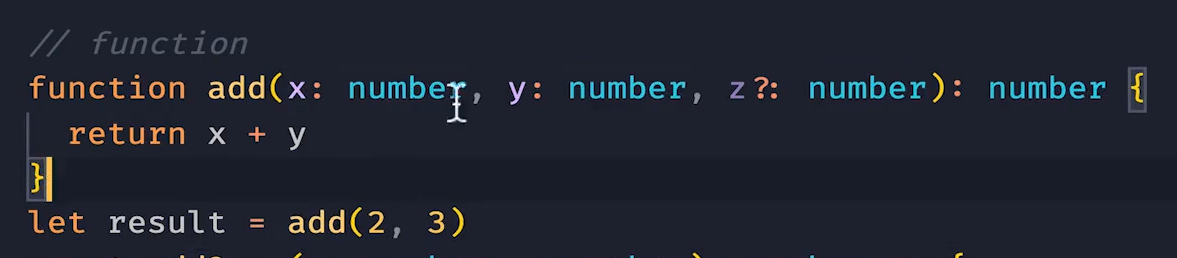 // function
function add(x: number, y: number, z?: number): number {
return x + y
}
let result = add(2, 3)